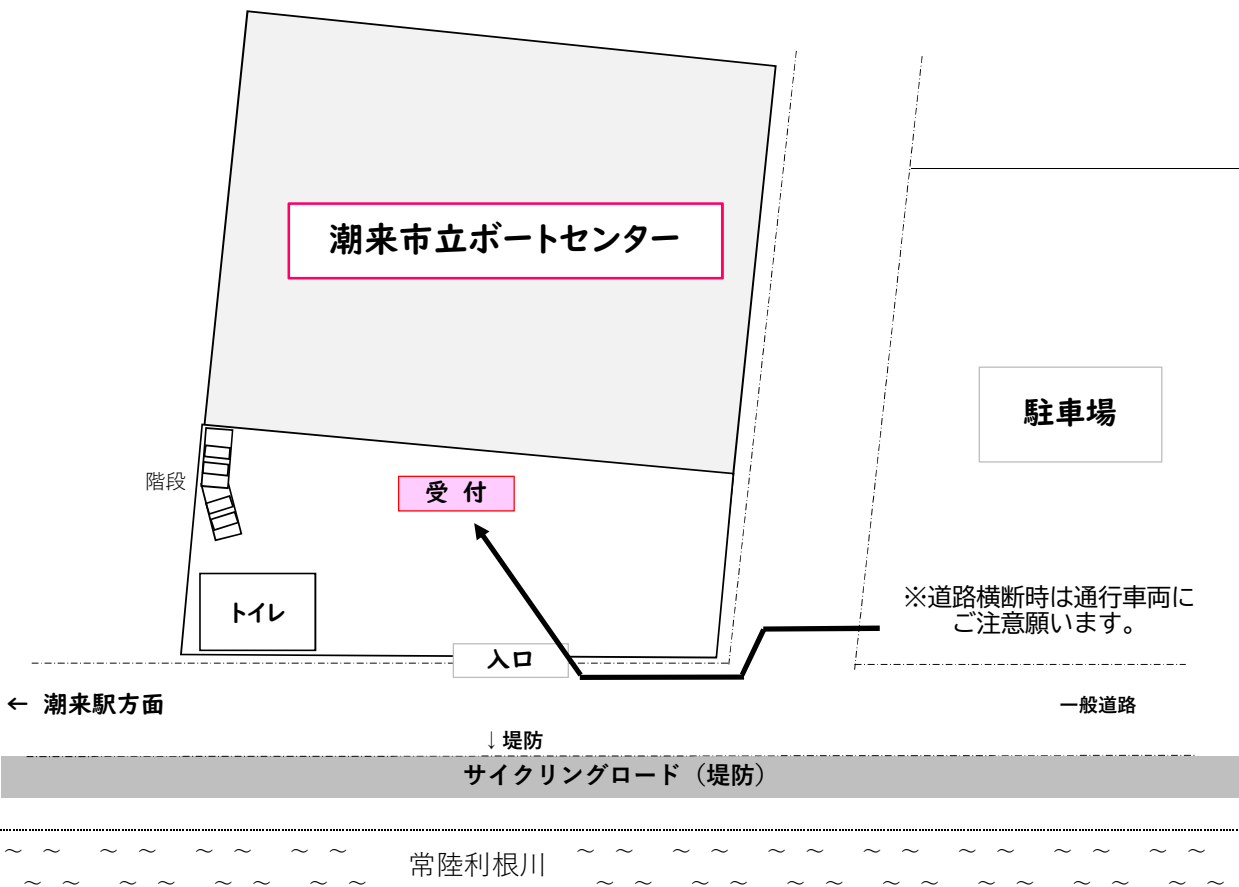 潮来市立ボートセンター
駐車場
階段
受 付
※道路横断時は通行車両に
ご注意願います。
トイレ
入口
← 潮来駅方面
一般道路
↓堤防
サイクリングロード（堤防）
～ ～ ～ ～ ～ ～ ～ ～ 常陸利根川 ～ ～ ～ ～ ～ ～ ～ ～ ～ ～ ～ ～ ～ ～
～ ～ ～ ～ ～ ～ ～ ～ ～ ～ ～ ～ ～ ～ ～ ～ ～ ～ ～ ～ ～ ～